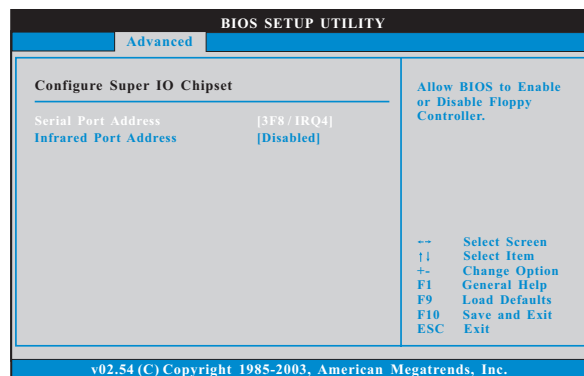 BIOS SETUP UTILITY
Advanced
Configure Super IO Chipset
Serial Port Address [3F8 / IRQ4]
Infrared Port Address [Disabled]
Allow BIOS to Enable
or Disable Floppy
Controller.
←→ Select Screen
↑↓ Select Item
+- Change Option
F1 General Help
F9 Load Defaults
F10 Save and Exit
ESC Exit
v02.54 (C) Copyright 1985-2003, American Megatrends, Inc.